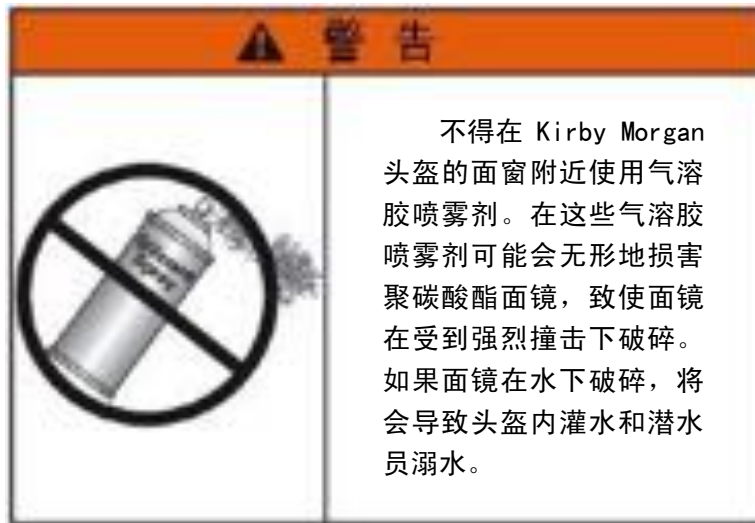 警告
不得在 Kirby Morgan
头盔的面窗附近使用气溶
胶喷雾剂。在这些气溶胶
喷雾剂可能会无形地损害
聚碳酸酯面镜，致使面镜
在受到强烈撞击下破碎。
如果面镜在水下破碎，将
会导致头盔内灌水和潜水
员溺水。
Spray